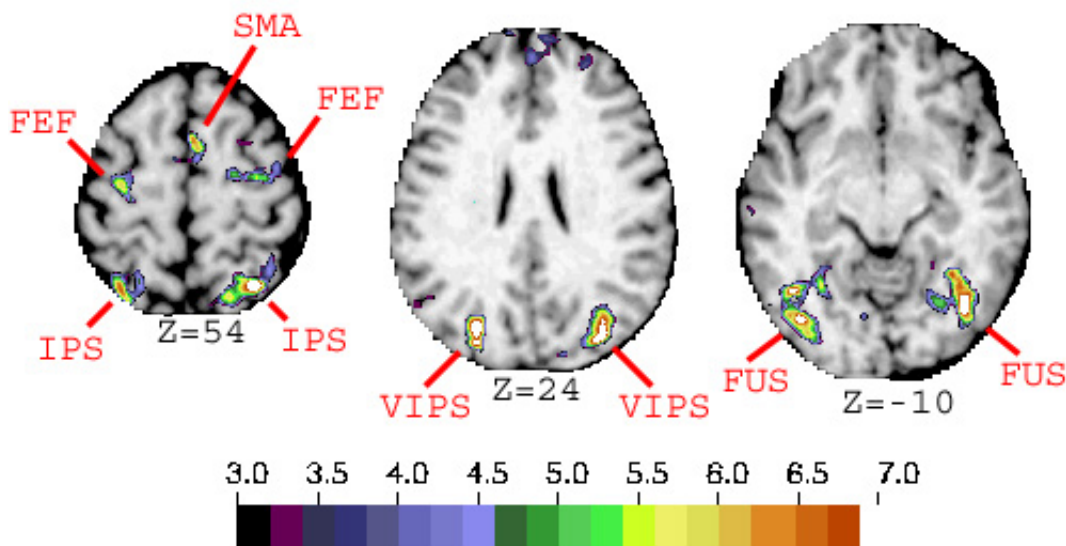 SMA
FEF
FEF
IPS
Z=54
IPS
VIPS
Z=24
VIPS
FUS
Z=-10
FUS
3.0 3.5 4.0 4.5 5.0 5.5 6.0 6.5 7.0